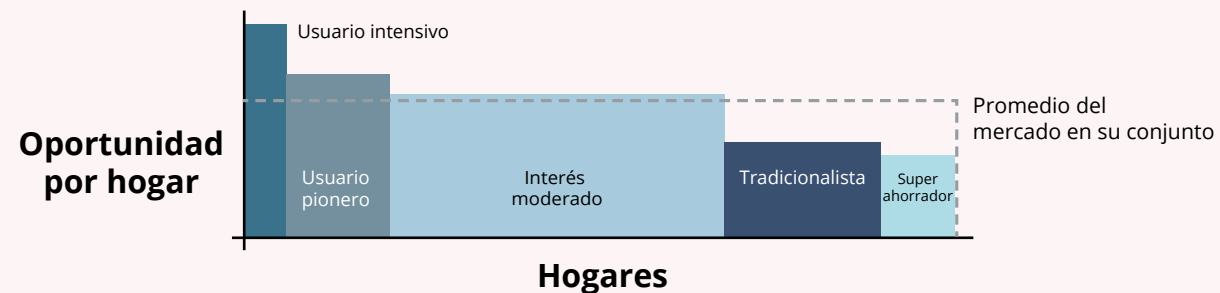 Usuario intensivo
Promedio del
mercado en su conjunto
Oportunidad
por hogar
Usuario
pionero
Interés
moderado
Tradicionalista
Super
ahorrador
Hogares